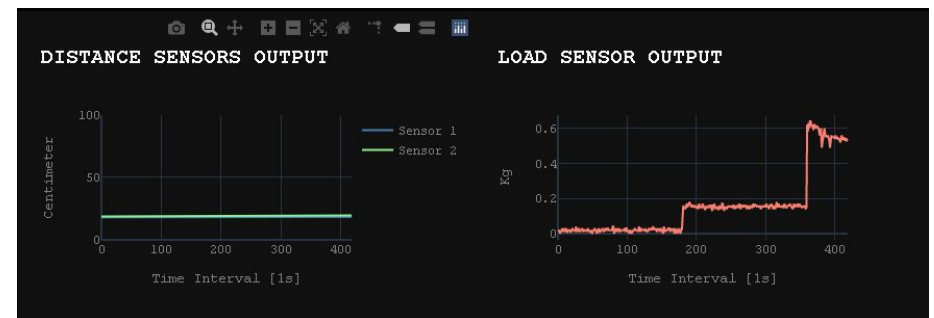 DISTANCE SENSORS OUTPUT
100
50
0
Centimeter
0 100 200 300 400
Time Interval [1s]
Sensor 1
Sensor 2
LOAD SENSOR OUTPUT
0.6
0.4
0.2
0
Kg
0 100 200 300 400
Time Interval [1s]